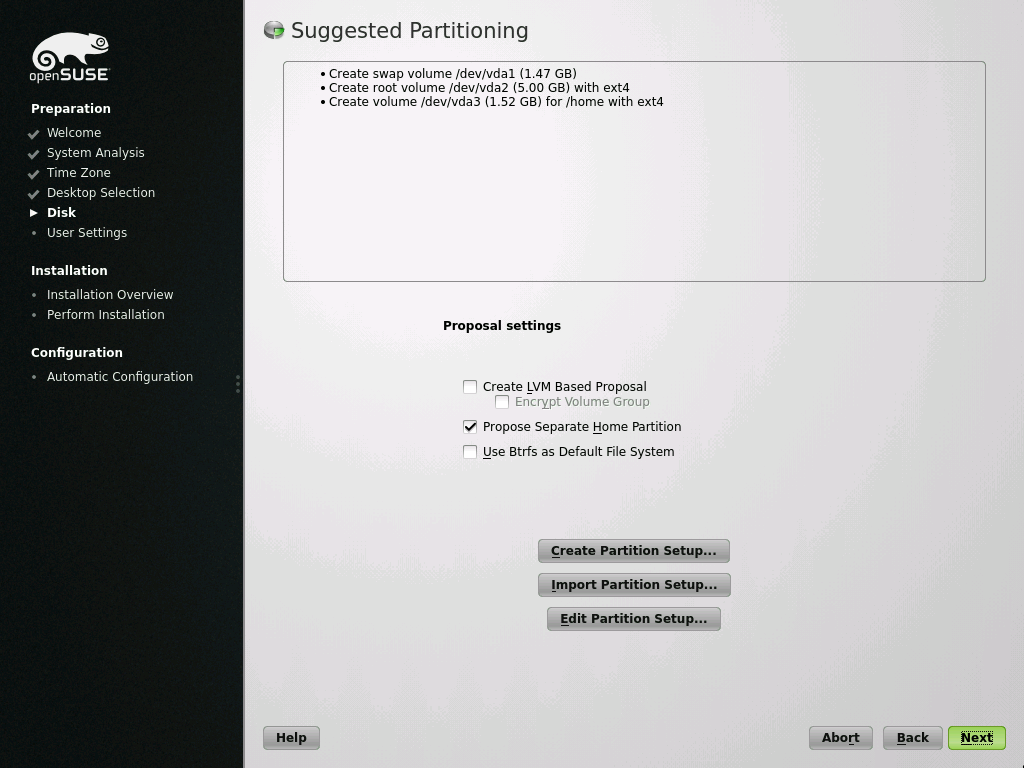 openSUSE
Preparation
Welcome
System Analysis
Time Zone
Desktop Selection
Disk
User Settings
Installation
Installation Overview
Perform Installation
Configuration
Automatic Configuration
Suggested Partitioning
• Create swap volume /dev/vda1 (1.47 GB)
• Create root volume /dev/vda2 (5.00 GB) with ext4
• Create volume /dev/vda3 (1.52 GB) for /home with ext4
Proposal settings
Create LVM Based Proposal
Encrypt Volume Group
Propose Separate Home Partition
Use Btrfs as Default File System
Create Partition Setup...
Import Partition Setup...
Edit Partition Setup...
Help
Abort
Back
Next